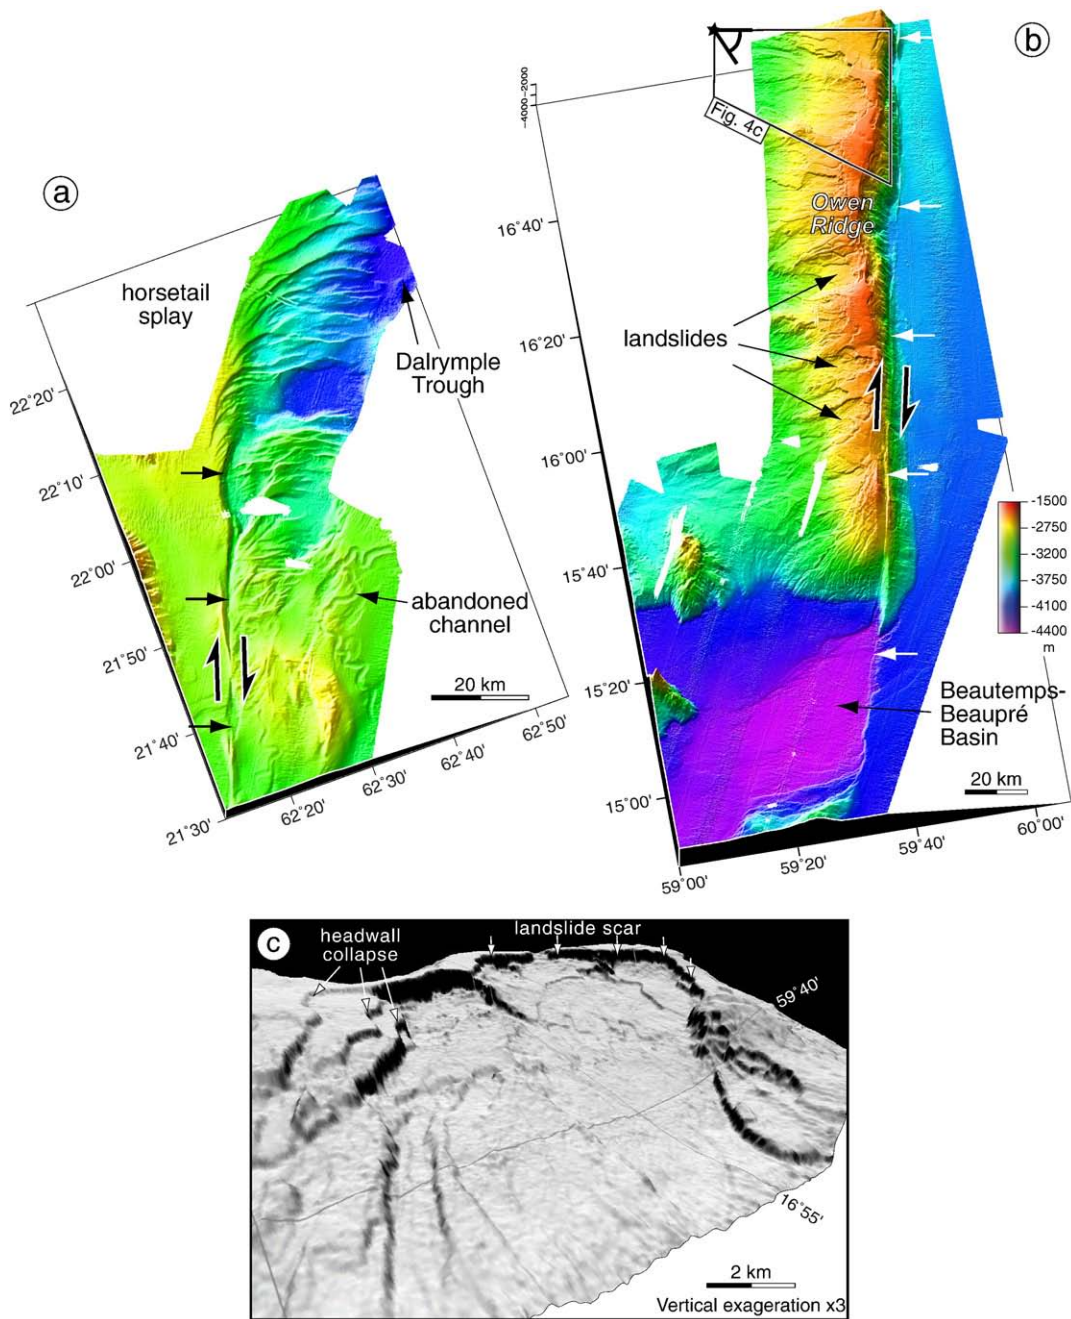 a
horsetail
splay
Dalrymple
Trough
abandoned
channel
20 km
22°20'
22°10'
22°00'
21°50'
21°40'
21°30'
62°20'
62°30'
62°40'
62°50'
b
-2000
-4000
Fig. 4c
Owen
Ridge
landslides
16°40'
16°20'
16°00'
15°40'
15°20'
15°00'
59°00'
59°20'
59°40'
60°00'
-1500
-2750
-3200
-3750
-4100
-4400
m
Beautemps-
Beaupré
Basin
20 km
c
headwall
collapse
landslide scar
59°40'
16°55'
2 km
Vertical exageration x3